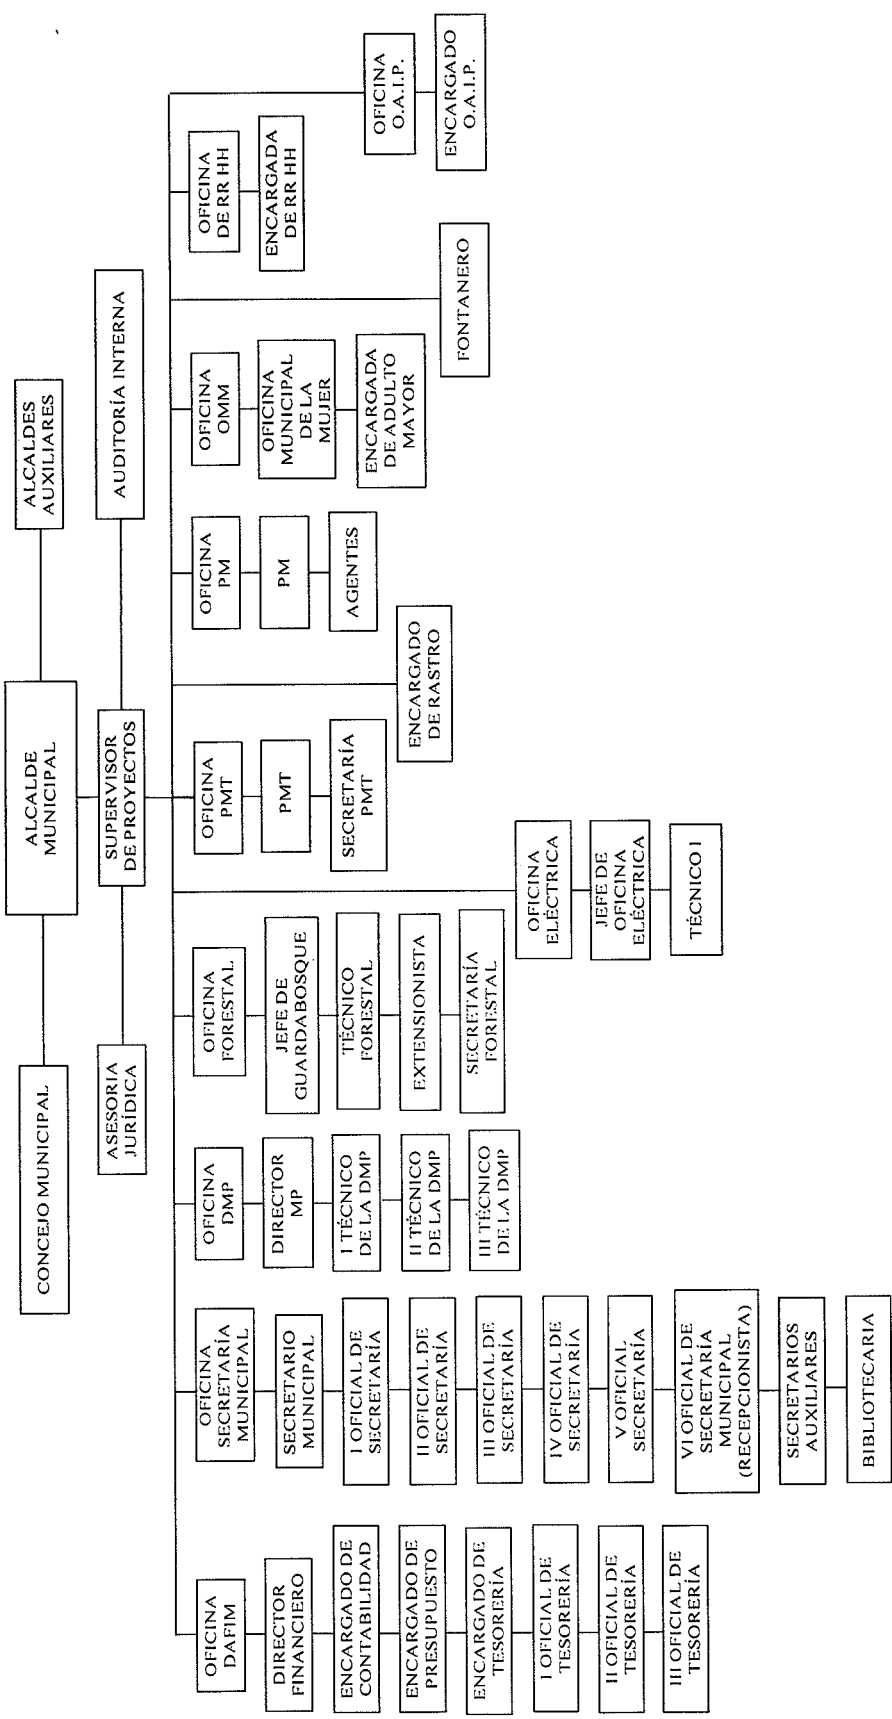 CONCEJO MUNICIPAL
ALCALDE
MUNICIPAL
ALCALDES
AUXILIARES
ASESORIA
JURÍDICA
SUPERVISOR
DE PROYECTOS
AUDITORÍA INTERNA
OFICINA
DAFIM
DIRECTOR
FINANCIERO
ENCARGADO DE
CONTABILIDAD
ENCARGADO DE
PRESUPUESTO
ENCARGADO DE
TESORERÍA
I OFICIAL DE
TESORERÍA
II OFICIAL DE
TESORERÍA
III OFICIAL DE
TESORERÍA
OFICINA
SECRETARÍA
MUNICIPAL
SECRETARIO
MUNICIPAL
I OFICIAL DE
SECRETARÍA
II OFICIAL DE
SECRETARÍA
III OFICIAL DE
SECRETARÍA
IV OFICIAL DE
SECRETARÍA
V OFICIAL
SECRETARÍA
VI OFICIAL DE
SECRETARÍA
MUNICIPAL
(RECEPCIONISTA)
SECRETARIOS
AUXILIARES
BIBLIOTECARIA
OFICINA
DMP
DIRECTOR
MP
I TÉCNICO
DE LA DMP
II TÉCNICO
DE LA DMP
III TÉCNICO
DE LA DMP
OFICINA
FORESTAL
JEFE DE
GUARDABOSQUE
TÉCNICO
FORESTAL
EXTENSIONISTA
SECRETARÍA
FORESTAL
OFICINA
ELÉCTRICA
JEFE DE
OFICINA
ELÉCTRICA
TÉCNICO I
OFICINA
PMT
PMT
SECRETARÍA
PMT
ENCARGADO
DE RASTRO
OFICINA
PM
PM
AGENTES
OFICINA
OMM
OFICINA
MUNICIPAL
DE LA
MUJER
ENCARGADA
DE ADULTO
MAYOR
FONTANERO
OFICINA
DE RR HH
ENCARGADA
DE RR HH
OFICINA
O.A.I.P.
ENCARGADO
O.A.I.P.